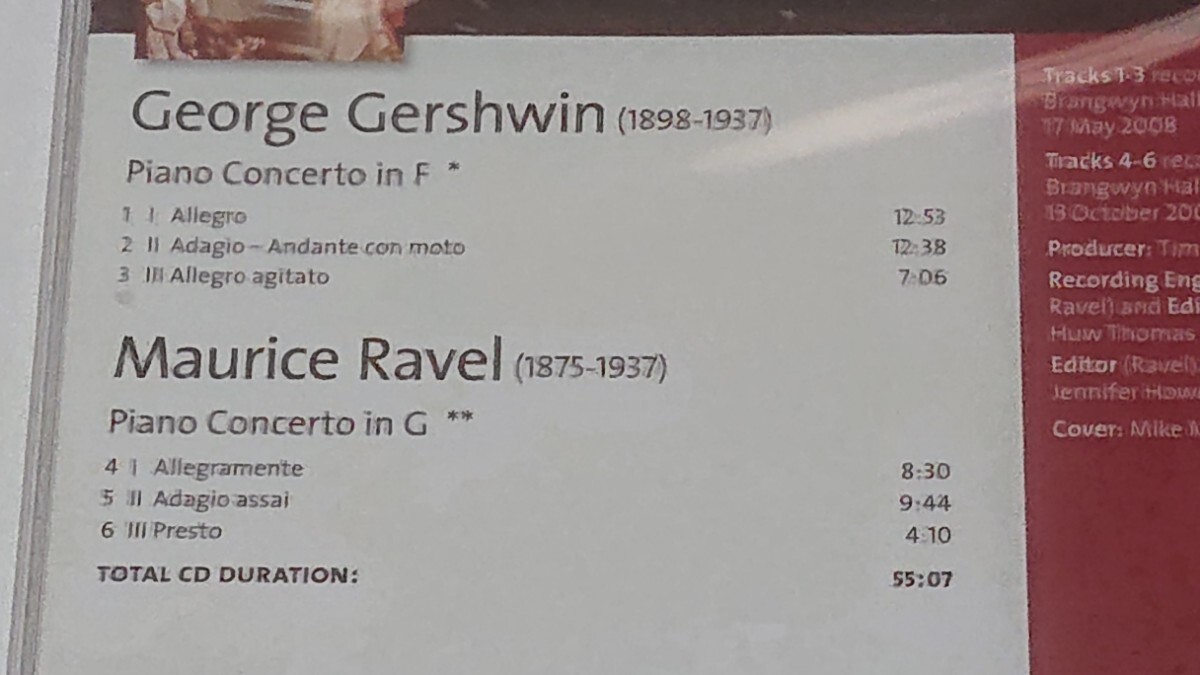 George Gershwin (1898-1937)
Piano Concerto in F *
1 I Allegro 12:53
2 II Adagio – Andante con moto 12:38
3 III Allegro agitato 7:06
Maurice Ravel (1875-1937)
Piano Concerto in G **
4 I Allegramente 8:30
5 II Adagio assai 9:44
6 III Presto 4:10
TOTAL CD DURATION: 55:07
Tracks 1-3
Brangwyn
17 May 2008
Tracks 4-6
Brangwyn
13 October
Producer: Tim
Recording
Ravel) and
Huw Thomas
Editor (Ravel)
Jennifer
Cover: Mike